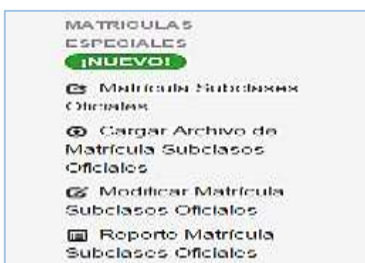 MATRICULAS
ESPECIALES
¡NUEVO!
Matrícula Subclases
Oficiales
Cargar Archivo de
Matrícula Subclases
Oficiales
Modificar Matrícula
Subclases Oficiales
Reporte Matrícula
Subclases Oficiales